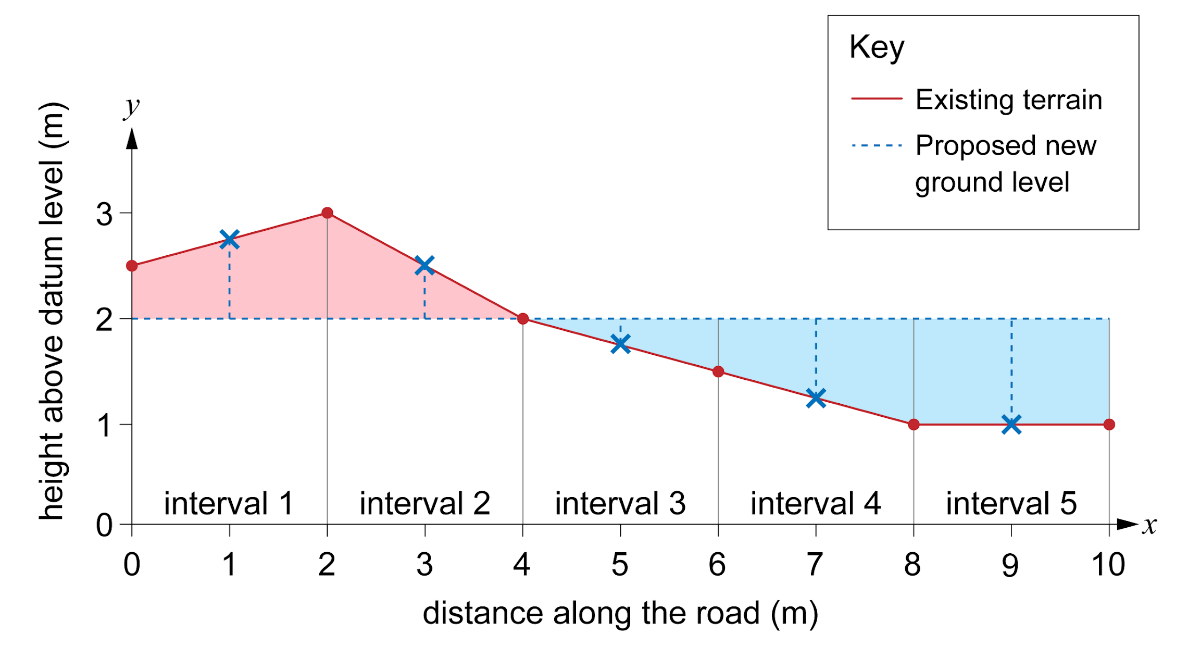 Key
Existing terrain
Proposed new
ground level
y
height above datum level (m)
3
2
1
0
interval 1 interval 2 interval 3 interval 4 interval 5
x
0 1 2 3 4 5 6 7 8 9 10
distance along the road (m)